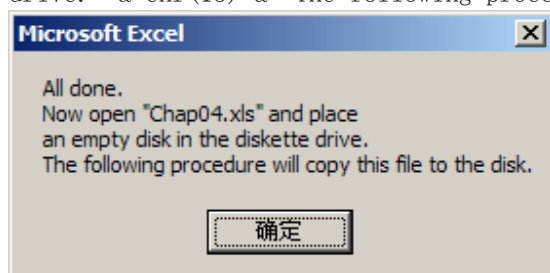 Microsoft Excel
All done.
Now open "Chap04.xls" and place
an empty disk in the diskette drive.
The following procedure will copy this file to the disk.
确定